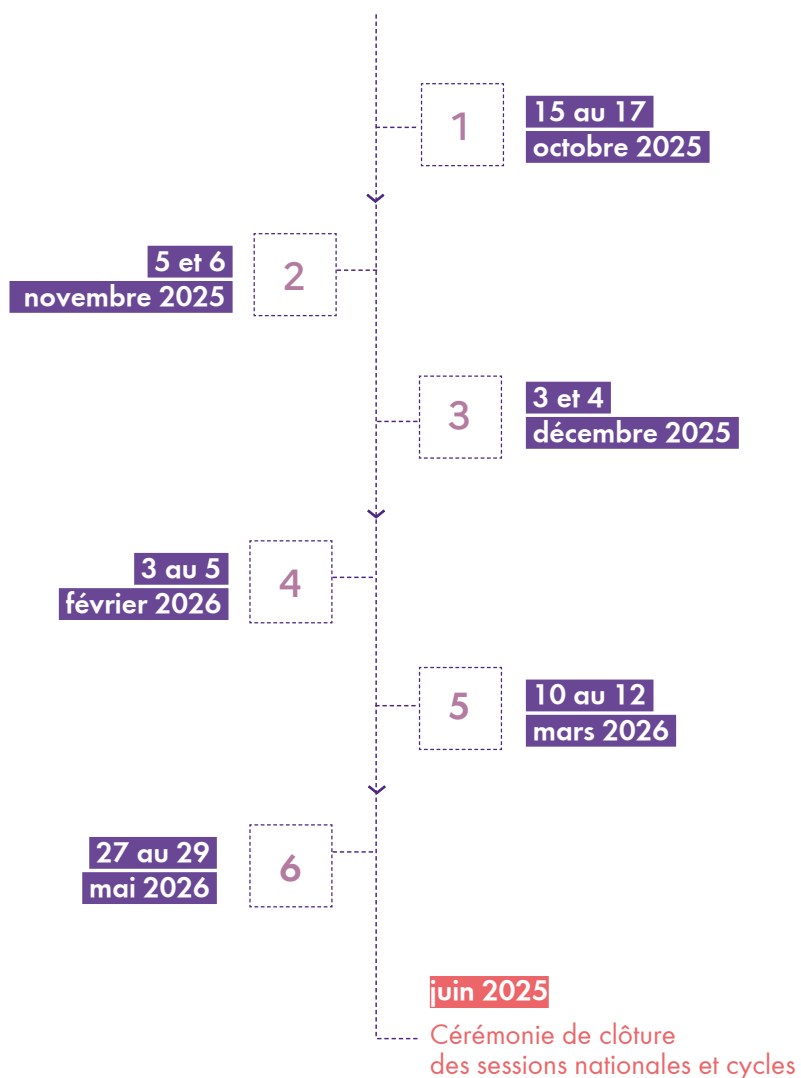 1
15 au 17
octobre 2025
5 et 6
novembre 2025
2
3
3 et 4
décembre 2025
3 au 5
février 2026
4
5
10 au 12
mars 2026
27 au 29
mai 2026
6
juin 2025
Cérémonie de clôture
des sessions nationales et cycles